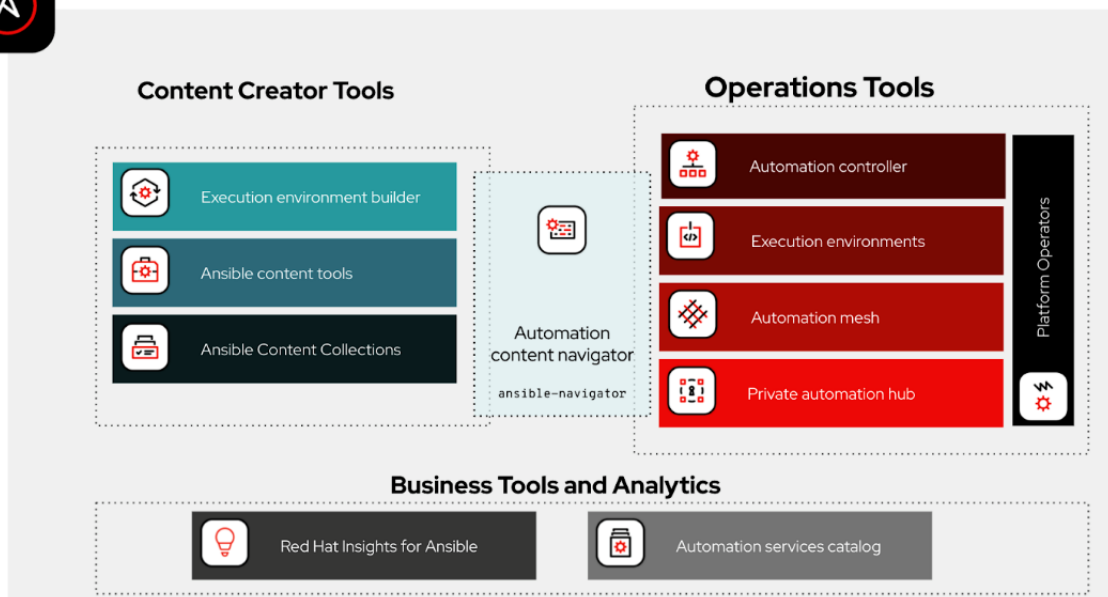 Content Creator Tools
Execution environment builder
Ansible content tools
Ansible Content Collections
Automation
content navigator
ansible-navigator
Operations Tools
Automation controller
Execution environments
Automation mesh
Private automation hub
Platform Operators
Business Tools and Analytics
Red Hat Insights for Ansible
Automation services catalog